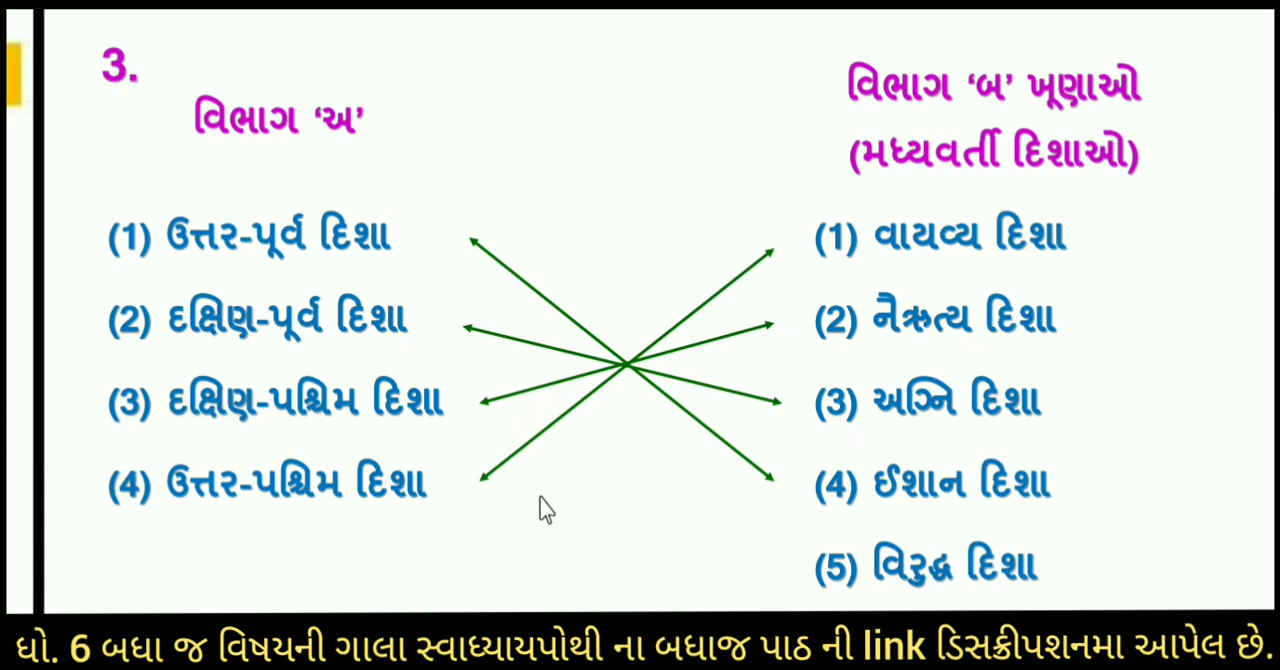 3.
વિભાગ ‘અ’
વિભાગ ‘બ’ ખૂણાઓ
(મધ્યવર્તી દિશાઓ)
(1) ઉત્તર-પૂર્વ દિશા
(1) વાયવ્ય દિશા
(2) દક્ષિણ-પૂર્વ દિશા
(2) નૈઋત્ય દિશા
(3) દક્ષિણ-પશ્ચિમ દિશા
(3) અગ્નિ દિશા
(4) ઉત્તર-પશ્ચિમ દિશા
(4) ઈશાન દિશા
(5) વિરુદ્ધ દિશા
ધો. 6 બધા જ વિષયની ગાલા સ્વાધ્યાયપોથી ના બધાજ પાઠ ની link ડિસક્રીપશનમા આપેલ છે.